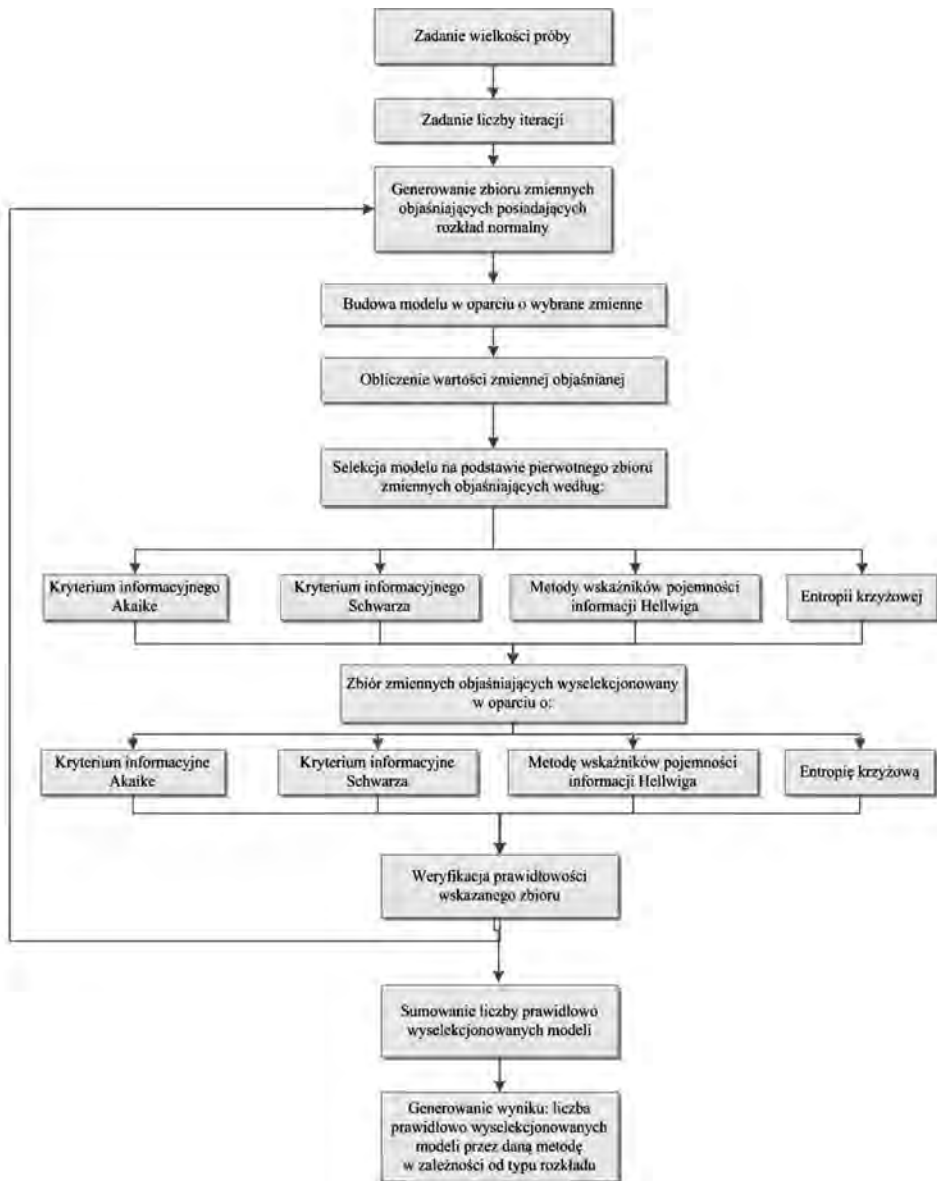 Zadanie wielkości próby
Zadanie liczby iteracji
Generowanie zbioru zmiennych
objaśniających posiadających
rozkład normalny
Budowa modelu w oparciu o wybrane zmienne
Obliczenie wartości zmiennej objaśnianej
Selekcja modelu na podstawie pierwotnego zbioru
zmiennych objaśniających według:
Kryterium informacyjnego
Akaike
Kryterium informacyjnego
Schwarza
Metody wskaźników pojemności
informacji Hellwiga
Entropii krzyżowej
Zbiór zmiennych objaśniających wyselekcjonowany
w oparciu o:
Kryterium informacyjne
Akaike
Kryterium informacyjne
Schwarza
Metodę wskaźników pojemności
informacji Hellwiga
Entropię krzyżową
Weryfikacja prawidłowości
wskazanego zbioru
Sumowanie liczby prawidłowo
wyselekcjonowanych modeli
Generowanie wyniku: liczba
prawidłowo wyselekcjonowanych
modeli przez daną metodę
w zależności od typu rozkładu